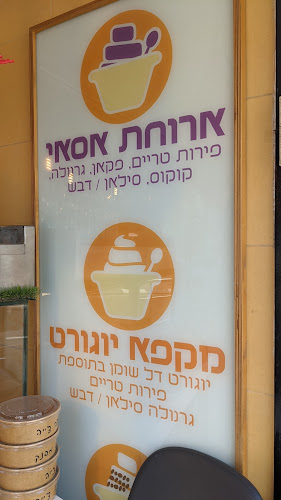 ארוחת אסאי
פירות טריים, פקאן, גרנולה,
קוקוס, סילאן / דבש
מקפא יוגורט
יוגורט דל שומן בתוספת
פירות טריים
גרנולה סילאן / דבש